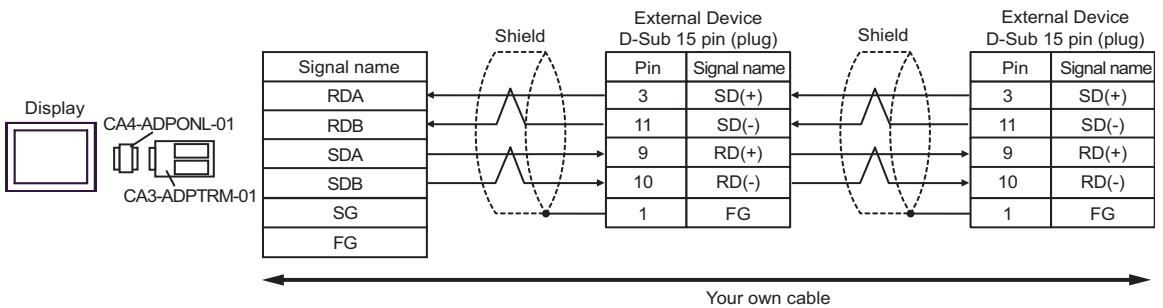 External Device
D-Sub 15 pin (plug)
External Device
D-Sub 15 pin (plug)
Shield
Shield
Signal name
Pin Signal name
Pin Signal name
RDA 3 SD(+) 3 SD(+)
RDB 11 SD(-) 11 SD(-)
SDA 9 RD(+) 9 RD(+)
SDB 10 RD(-) 10 RD(-)
SG 1 FG 1 FG
FG
Display
CA4-ADPONL-01
CA3-ADPTRM-01
Your own cable